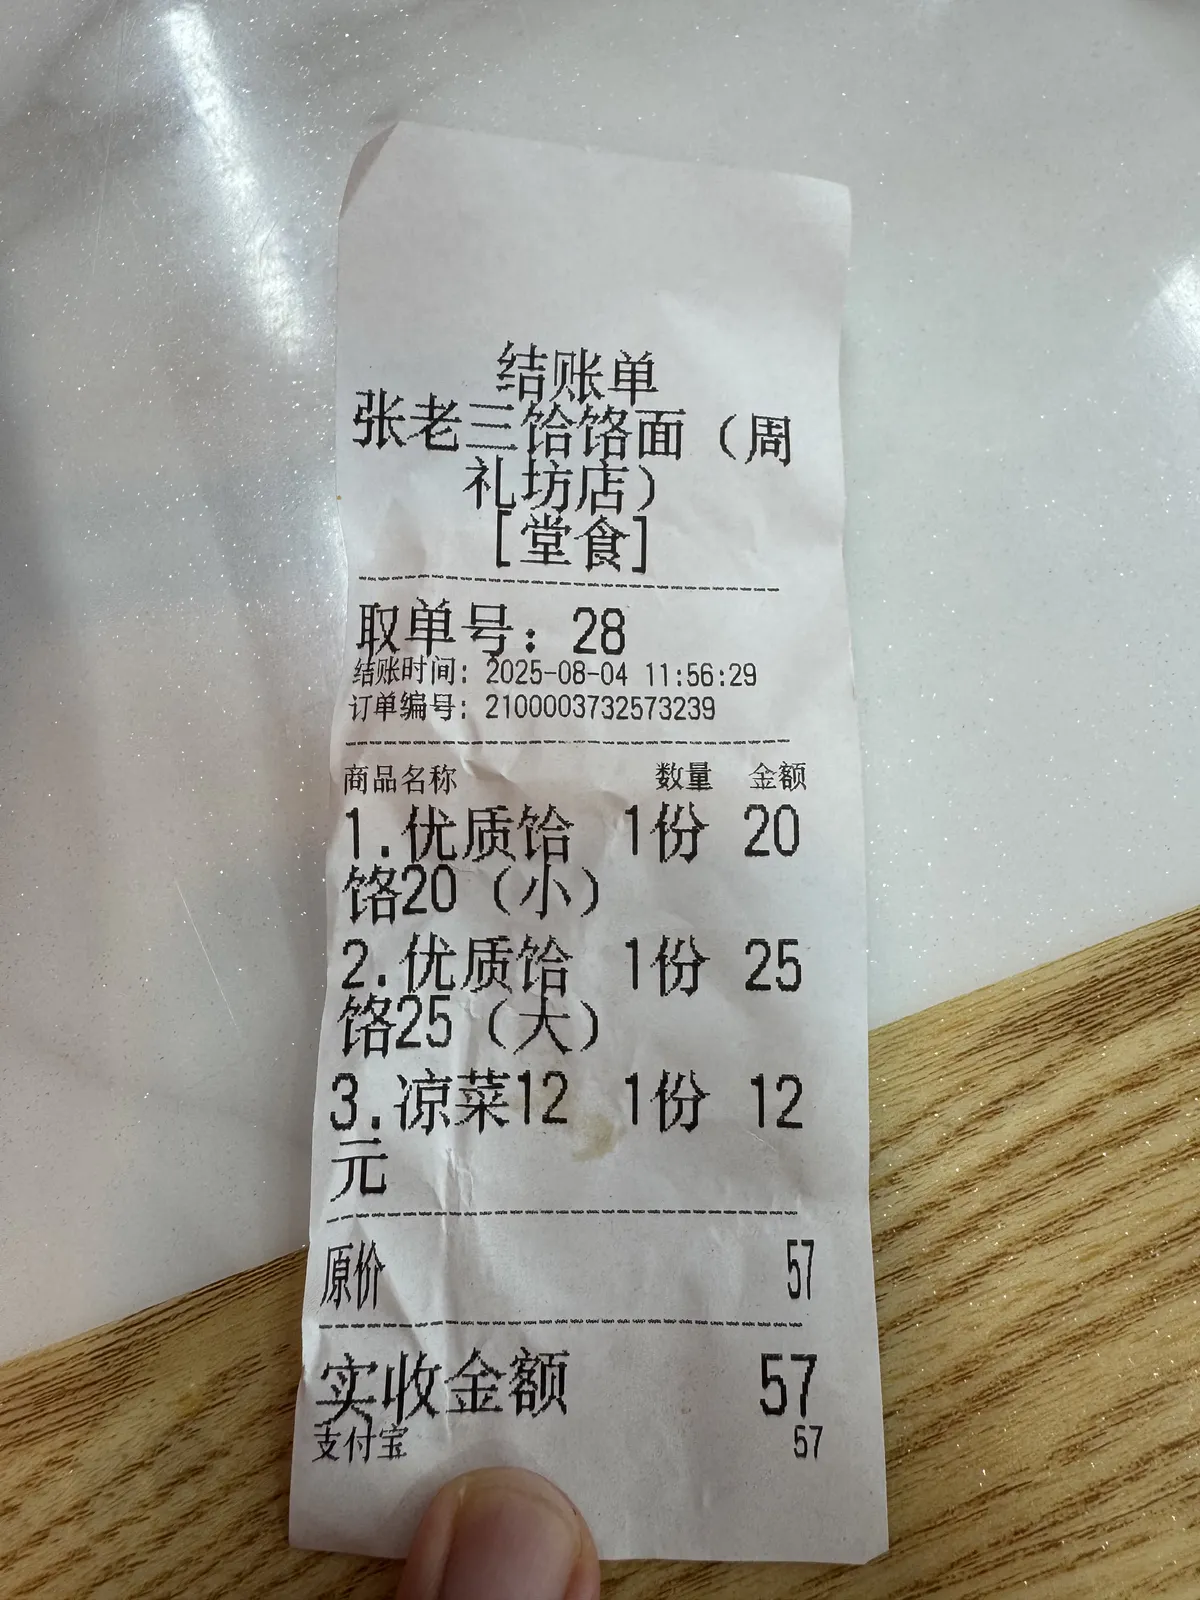 结账单
张老三饸饹面（周
礼坊店）
[堂食]
取单号：28
结账时间：2025-08-04 11:56:29
订单编号：2100003732573239
商品名称 数量 金额
1.优质饸 1份 20
饹20（小）
2.优质饸 1份 25
饹25（大）
3.凉菜12 1份 12
元
原价 57
实收金额 57
支付宝 57